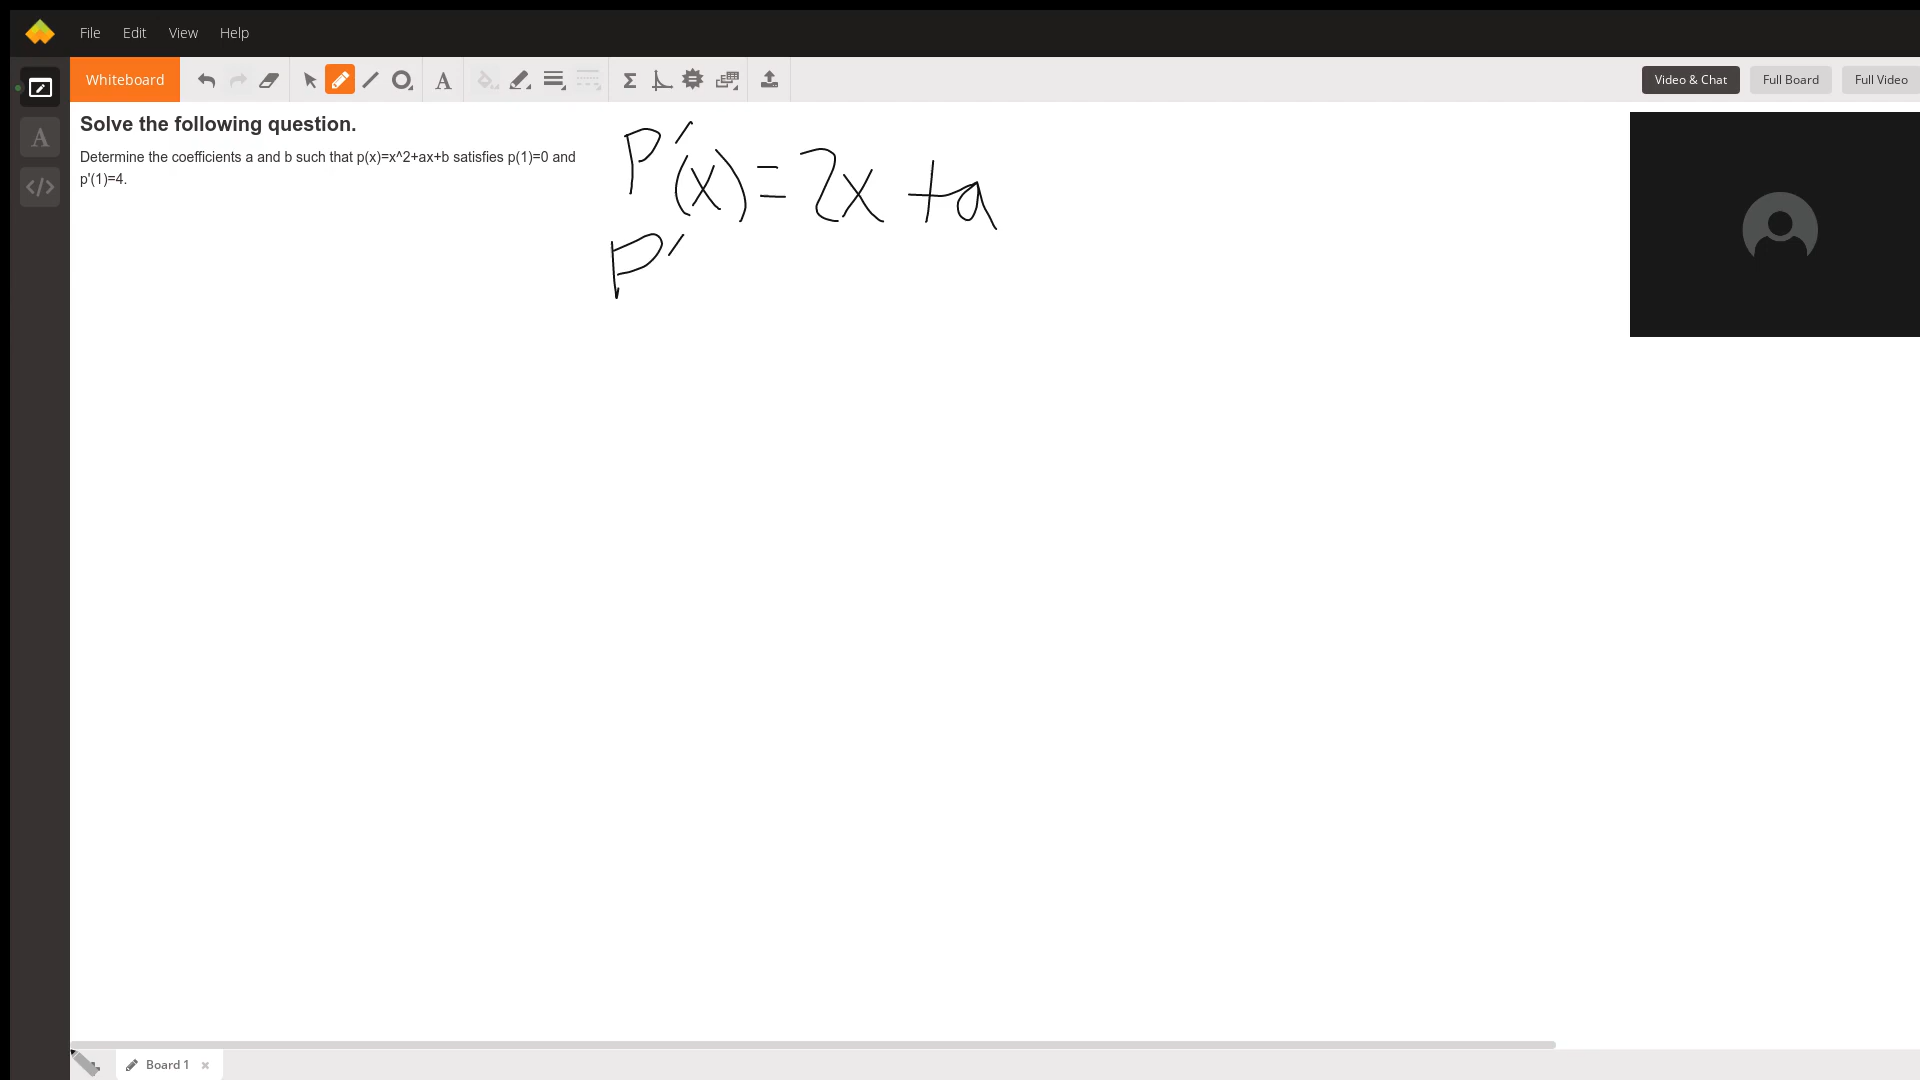 File Edit View Help
Whiteboard A Σ Video & Chat Full Board Full Video
A
</>
Solve the following question.
Determine the coefficients a and b such that p(x)=x^2+ax+b satisfies p(1)=0 and
p'(1)=4.
P'(x) = 2x + a
P'
Board 1